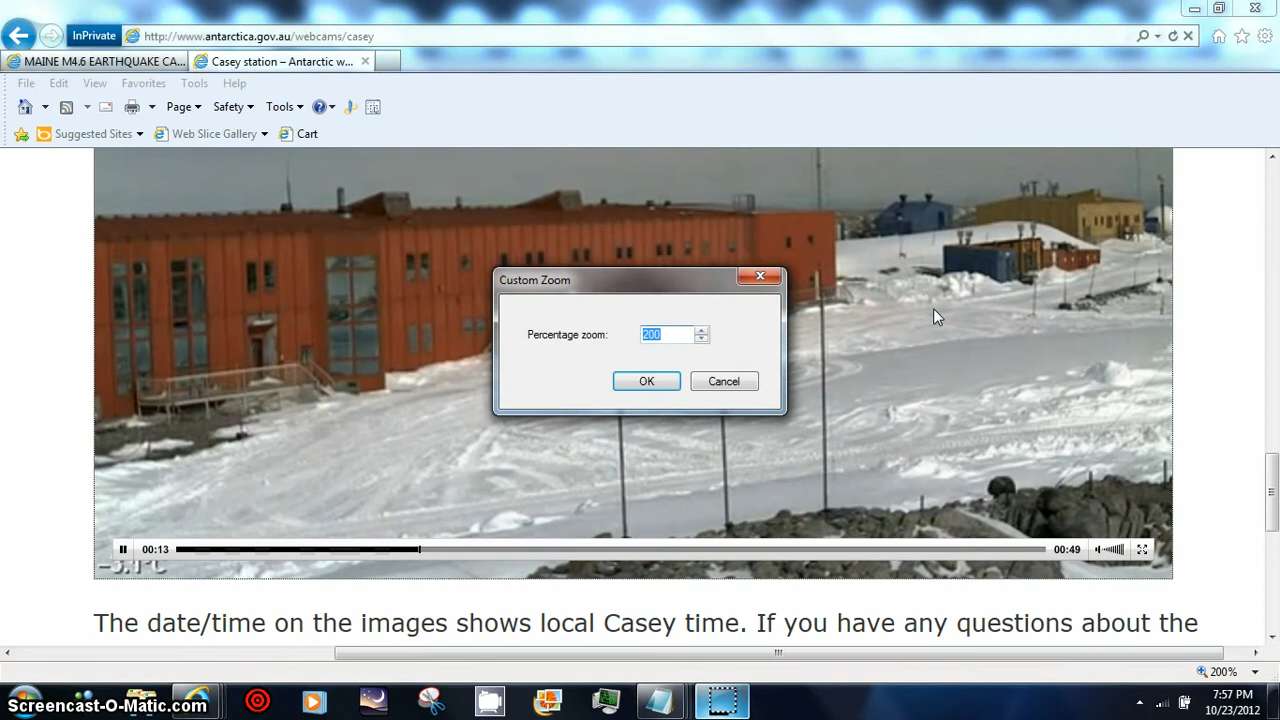 InPrivate
http://www.antarctica.gov.au/webcams/casey
MAINE M4.6 EARTHQUAKE CA...
Casey station – Antarctic w...
File Edit View Favorites Tools Help
Page Safety Tools
Suggested Sites Web Slice Gallery Cart
Custom Zoom
Percentage zoom: 200
OK Cancel
00:13 00:49
-5.1°C
The date/time on the images shows local Casey time. If you have any questions about the
200%
Screencast-O-Matic.com
7:57 PM
10/23/2012